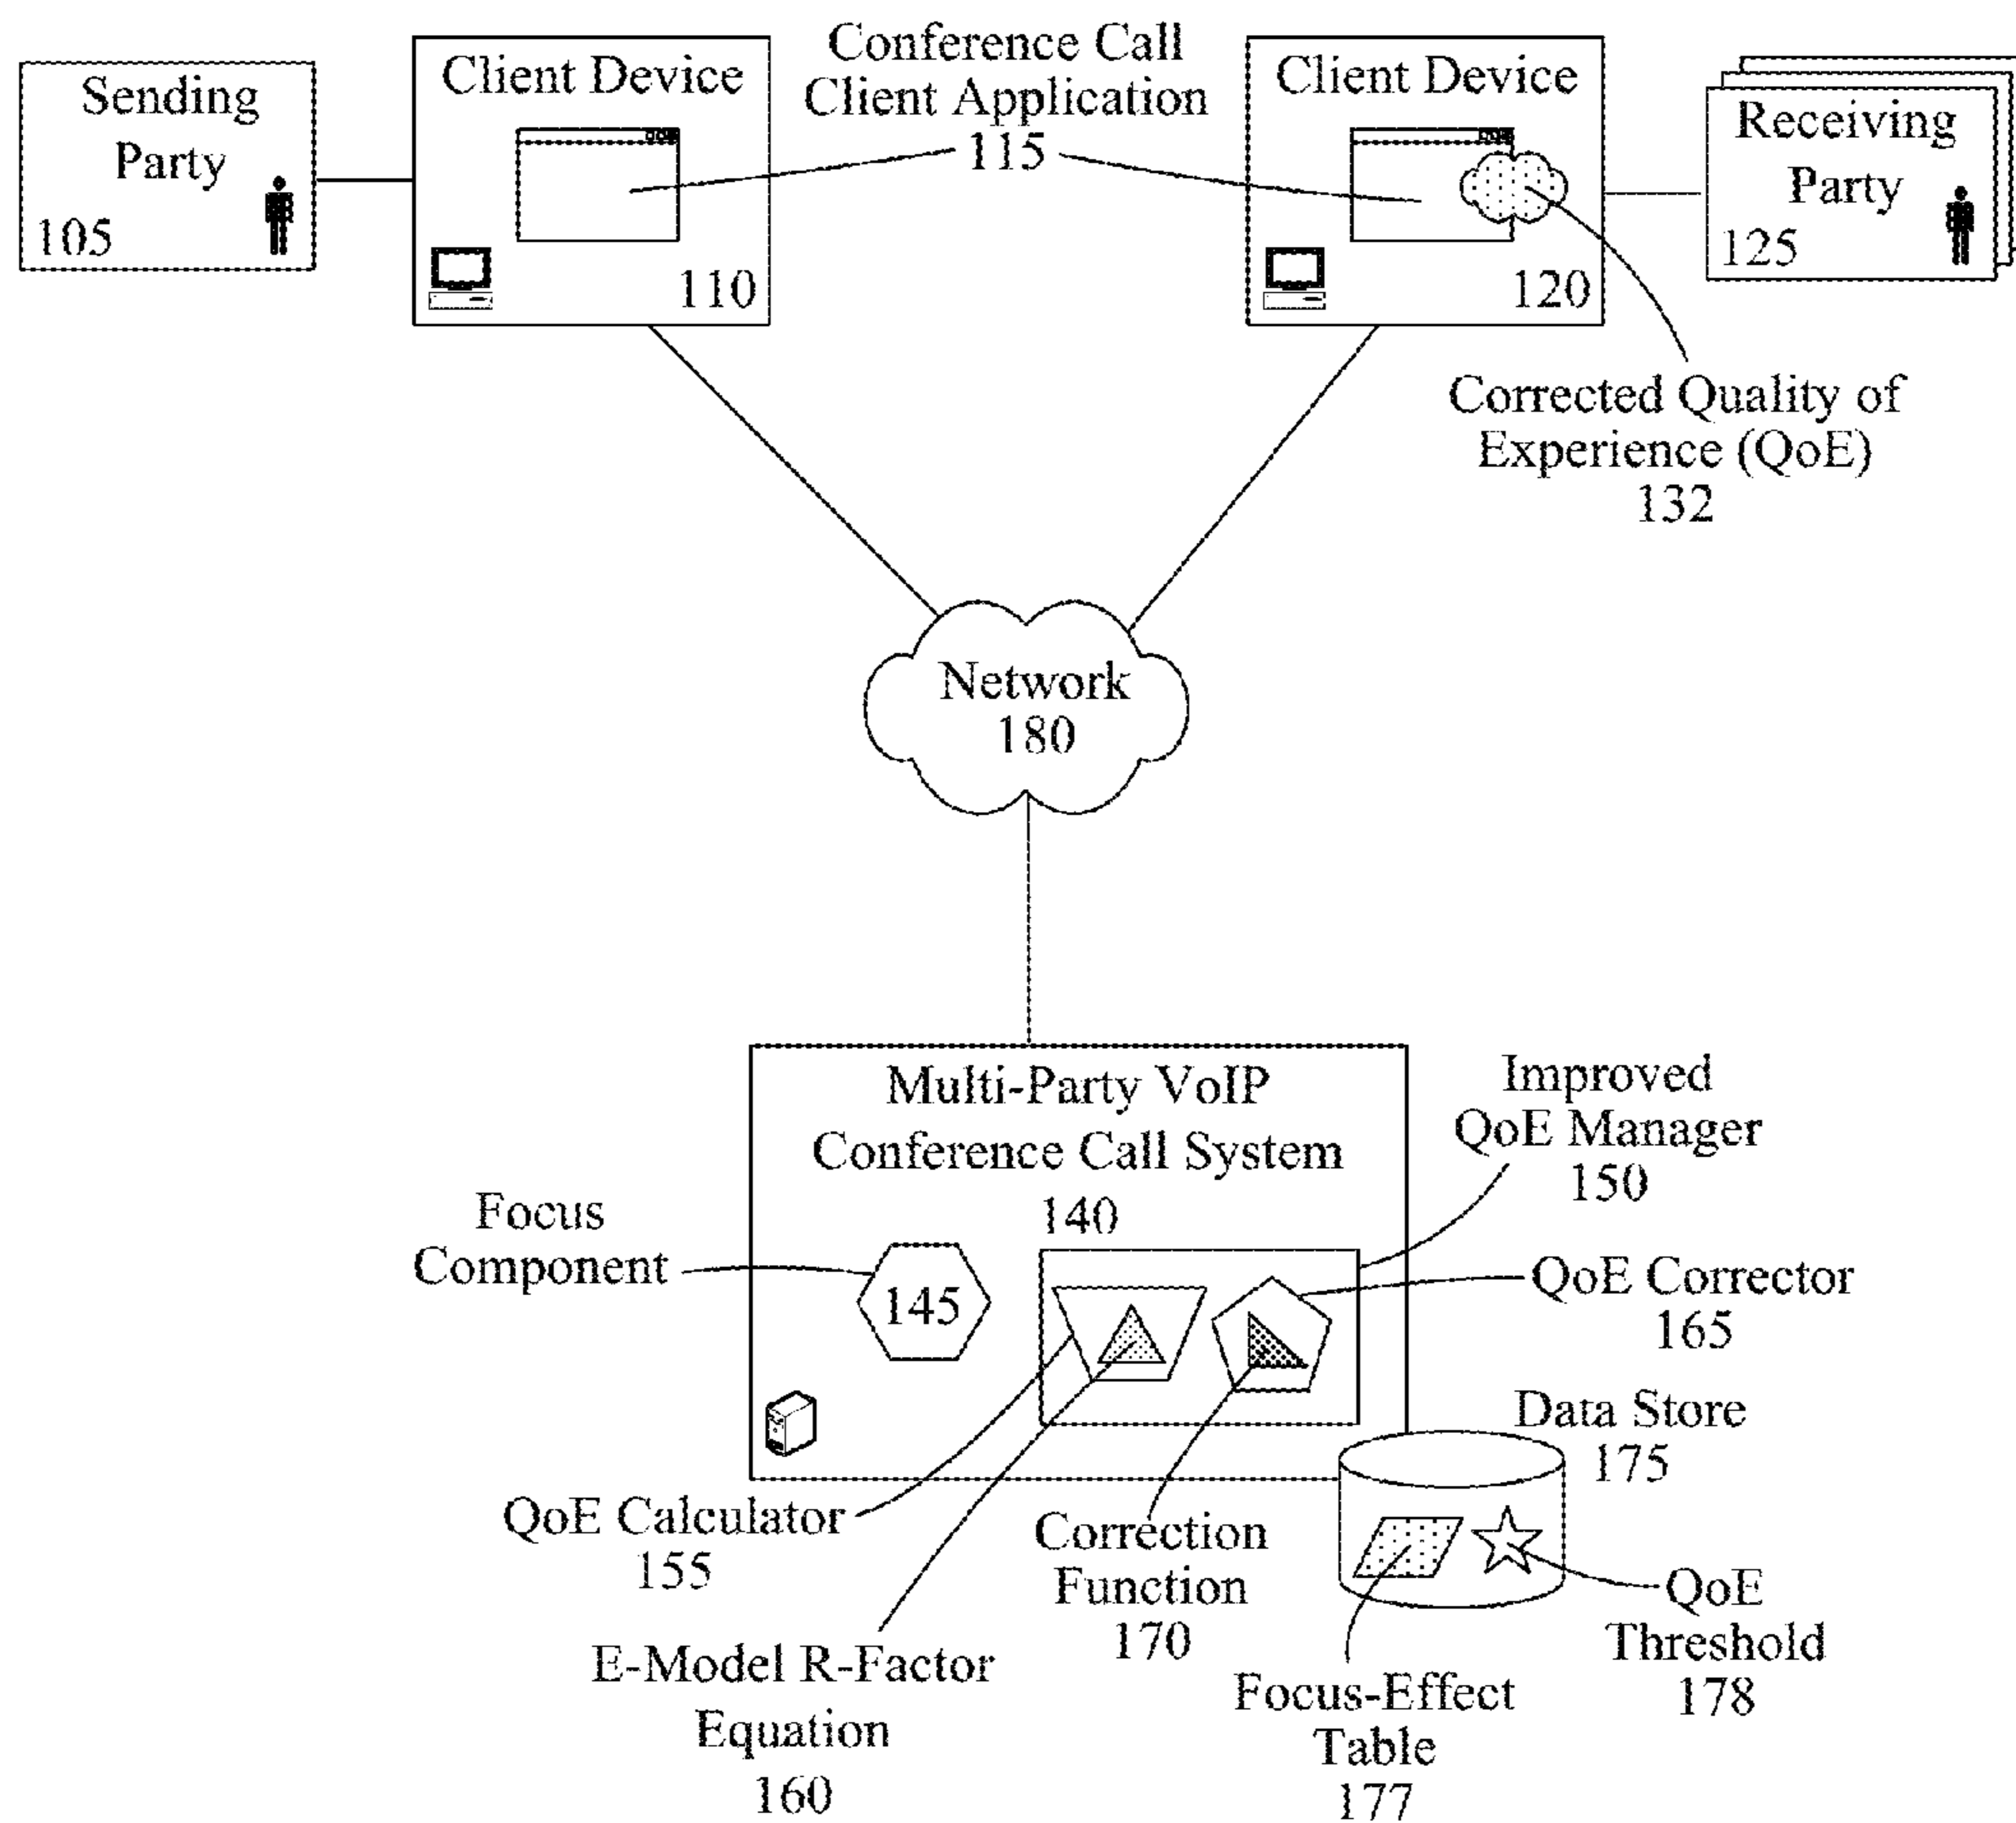 Sending
Party
105
Client Device
110
Conference Call
Client Application
115
Client Device
120
Receiving
Party
125
Corrected Quality of
Experience (QoE)
132
Network
180
Multi-Party VoIP
Conference Call System
140
Improved
QoE Manager
150
Focus
Component
145
QoE Corrector
165
Data Store
175
QoE Calculator
155
Correction
Function
170
QoE
Threshold
178
E-Model R-Factor
Equation
160
Focus-Effect
Table
177